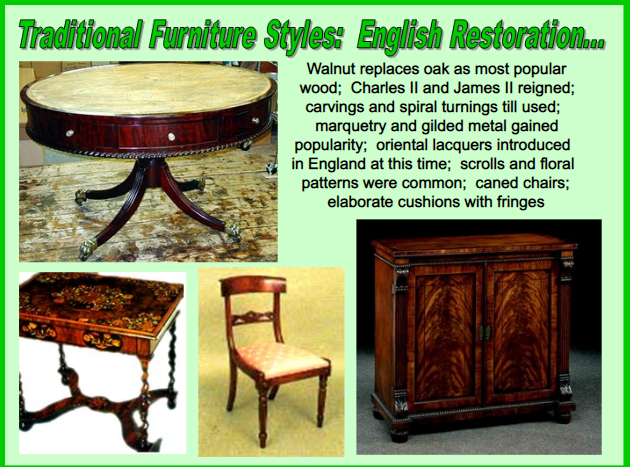 Traditional Furniture Styles:  English Restoration...
Walnut replaces oak as most popular
wood;  Charles II and James II reigned;
carvings and spiral turnings till used;
marquetry and gilded metal gained
popularity;  oriental lacquers introduced
in England at this time;  scrolls and floral
patterns were common;  caned chairs;
elaborate cushions with fringes